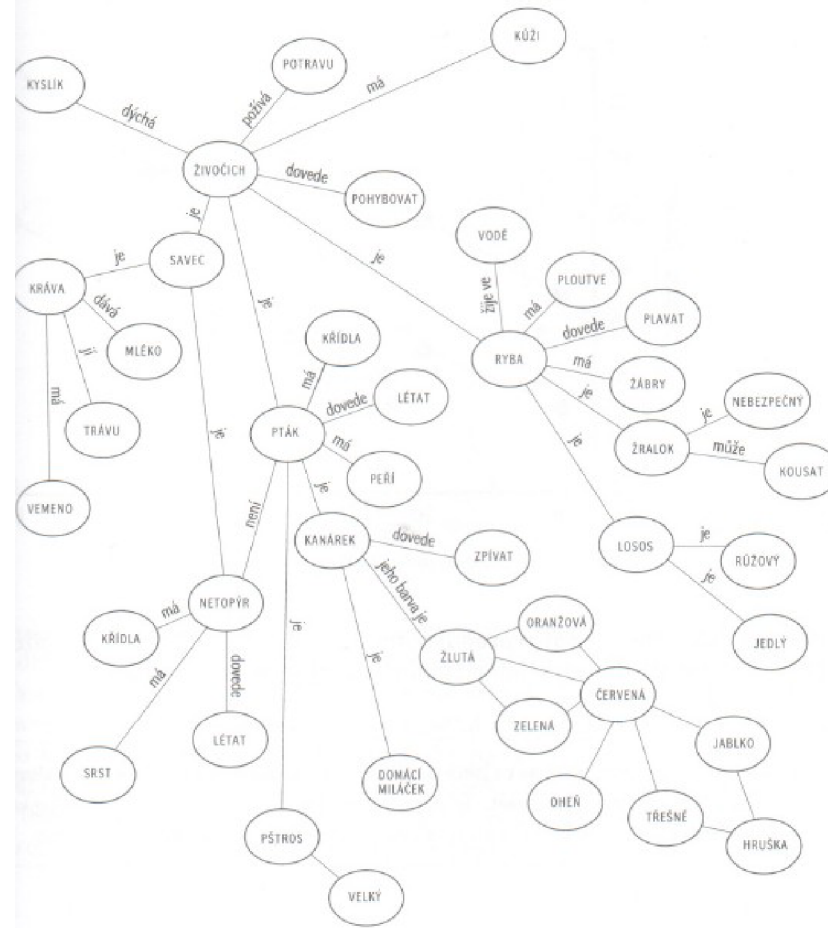 KŮŽI
POTRAVU
KYSLÍK
má
požívá
dýchá
ŽIVOČICH
dovede
POHYBOVAT
je
VODĚ
SAVEC
je
je
PLOUTVE
KRÁVA
žije ve
má
dává
je
PLAVAT
dovede
KŘÍDLA
MLÉKO
RYBA
jí
má
má
ŽÁBRY
má
je
NEBEZPEČNÝ
dovede
LÉTAT
je
TRÁVU
je
PTÁK
má
je
ŽRALOK
může
KOUSAT
PEŘÍ
je
VEMENO
není
KANÁREK
dovede
ZPÍVAT
LOSOS
je
RŮŽOVÝ
je
jeho barva je
NETOPÝR
má
KŘÍDLA
ORANŽOVÁ
je
JEDLÝ
je
ŽLUTÁ
má
dovede
ČERVENÁ
ZELENÁ
LÉTAT
JABLKO
SRST
DOMÁCÍ
MILÁČEK
OHEŇ
TŘEŠNĚ
PŠTROS
HRUŠKA
VELKÝ